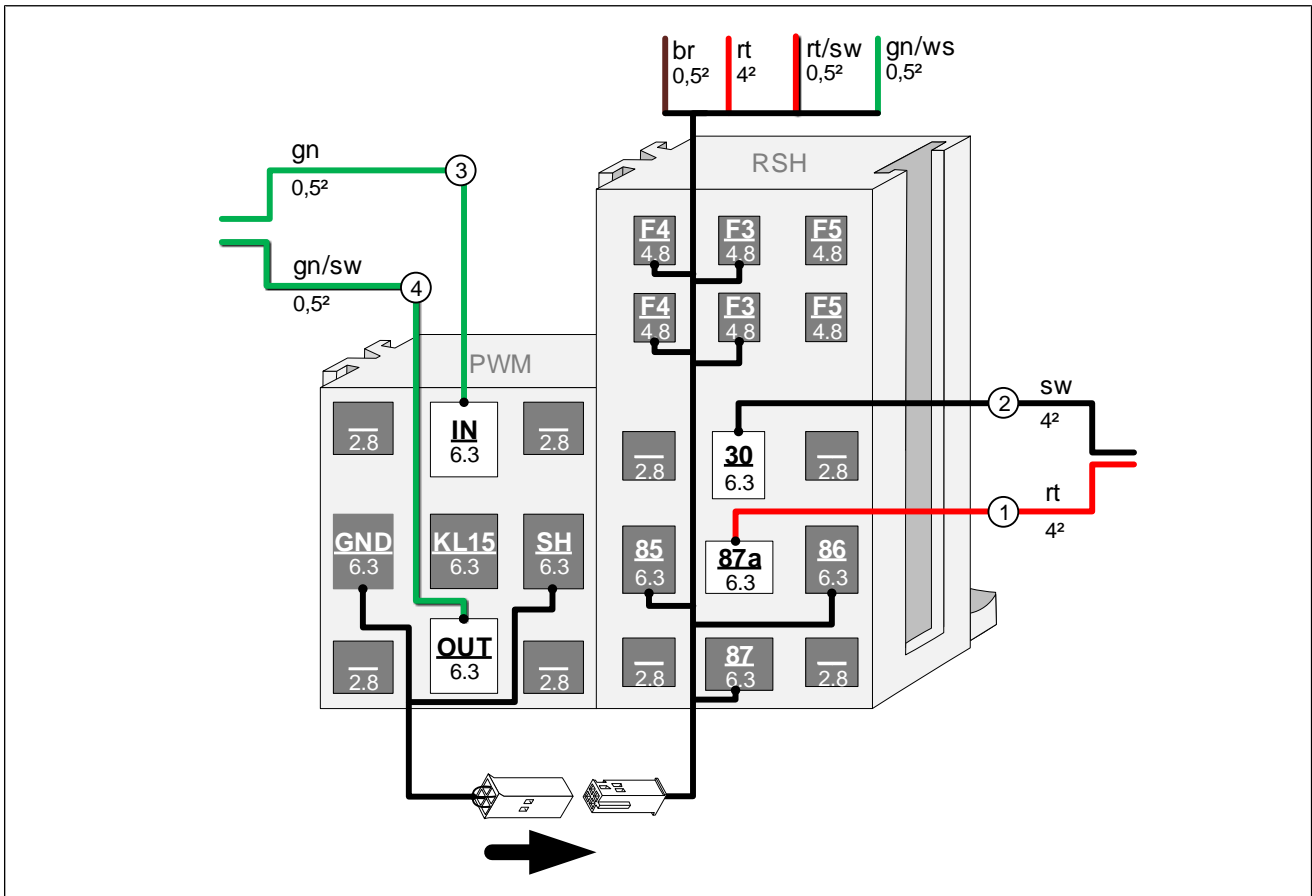 br
0,5²
rt
4²
rt/sw
0,5²
gn/ws
0,5²
gn
0,5²
3
gn/sw
0,5²
4
RSH
F4
4.8
F3
4.8
F5
4.8
F4
4.8
F3
4.8
F5
4.8
PWM
2.8
IN
6.3
2.8
2.8
30
6.3
2.8
2
sw
4²
1
rt
4²
GND
6.3
KL15
6.3
SH
6.3
85
6.3
87a
6.3
86
6.3
2.8
OUT
6.3
2.8
2.8
87
6.3
2.8